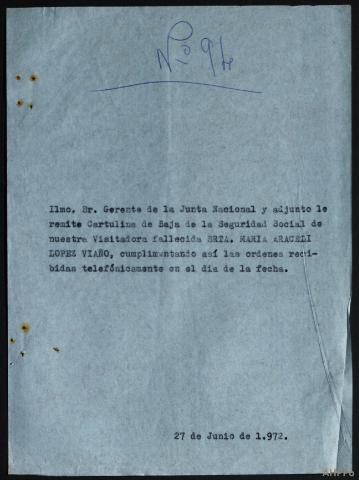 Nº 94
Ilmo. Sr. Gerente de la Junta Nacional y adjunto le
remite Cartulina de Baja de la Seguridad Social de
nuestra Visitadora fallecida SRTA. MARIA ARACELI
LOPEZ VIAÑO, cumplimentando así las ordenes reci-
bidas telefónicamente en el dia de la fecha.
27 de Junio de 1.972.